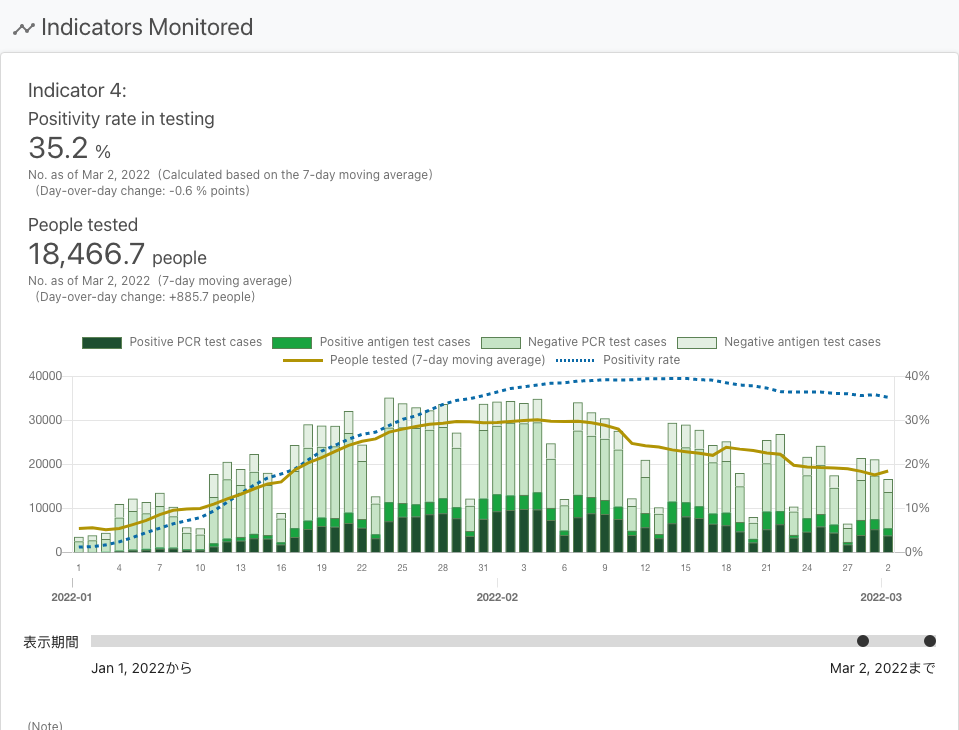 Indicators Monitored
Indicator 4:
Positivity rate in testing
35.2 %
No. as of Mar 2, 2022 (Calculated based on the 7-day moving average)
(Day-over-day change: -0.6 % points)
People tested
18,466.7 people
No. as of Mar 2, 2022 (7-day moving average)
(Day-over-day change: +885.7 people)
Positive PCR test cases Positive antigen test cases Negative PCR test cases Negative antigen test cases
People tested (7-day moving average) Positivity rate
40000 40%
30000 30%
20000 20%
10000 10%
0 0%
1 4 7 10 13 16 19 22 25 28 31 3 6 9 12 15 18 21 24 27 2
2022-01 2022-02 2022-03
表示期間
Jan 1, 2022から Mar 2, 2022まで
(Note)